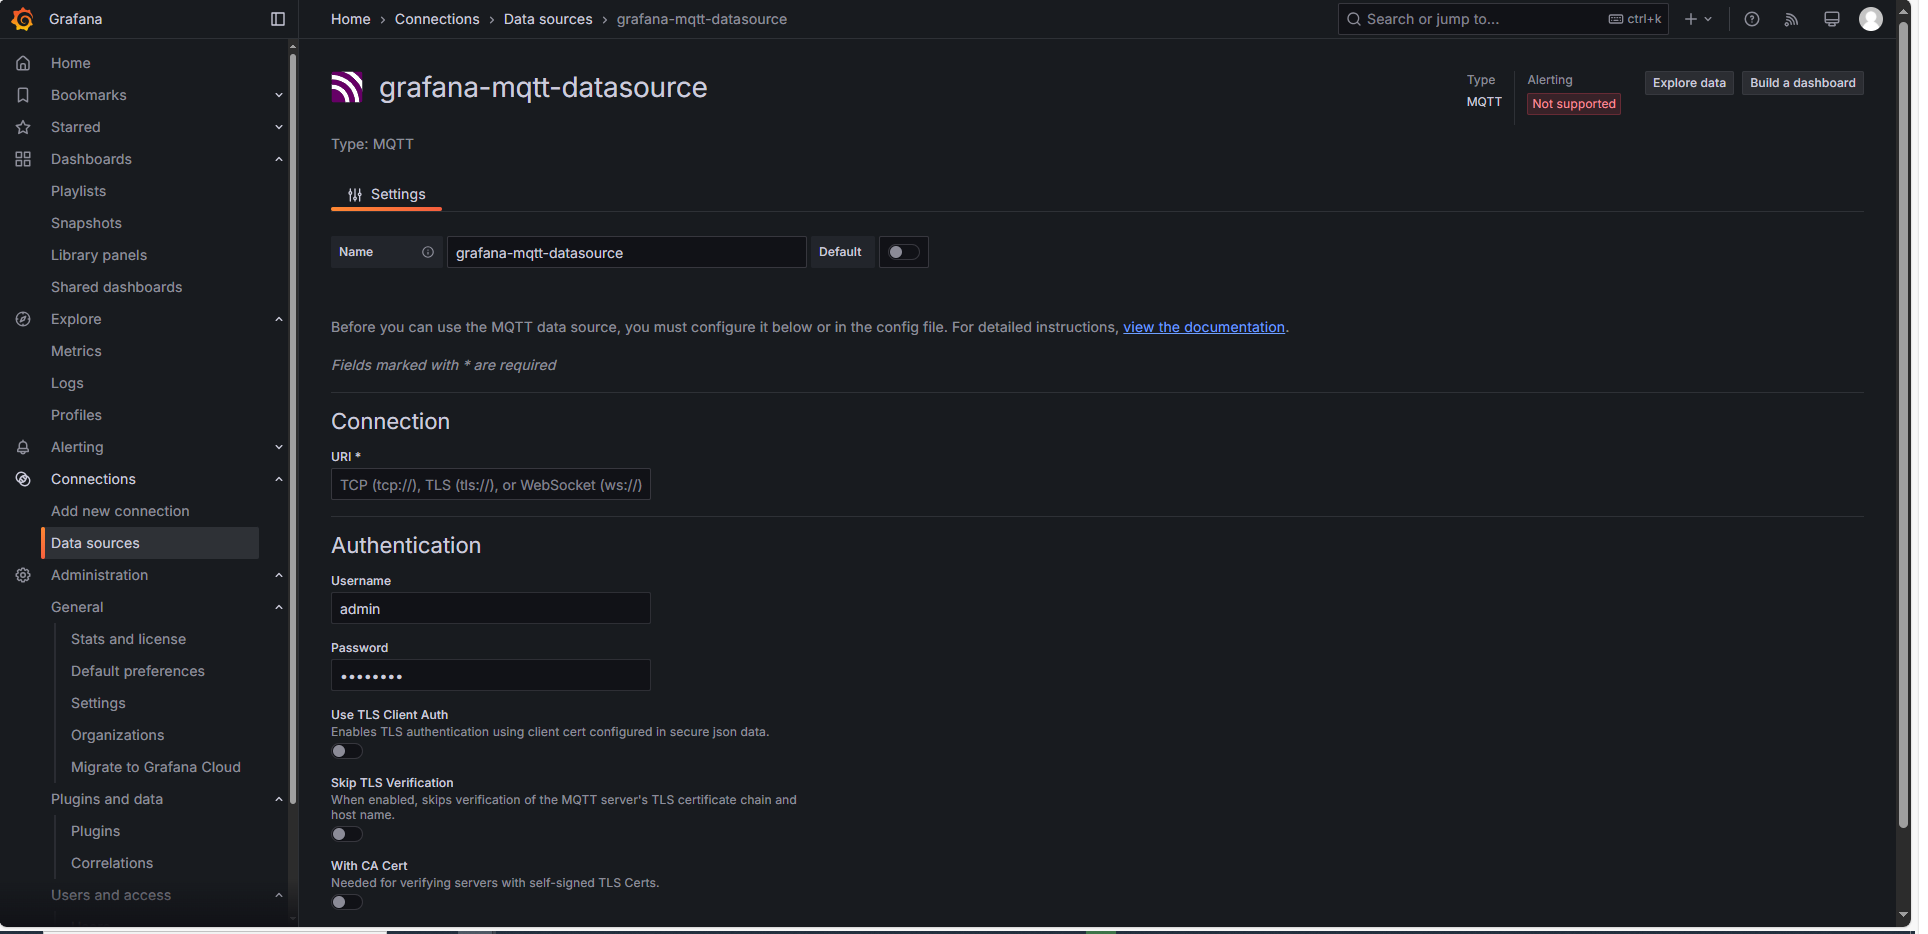 Grafana
Home › Connections › Data sources › grafana-mqtt-datasource
Search or jump to...
ctrl+k
Home
Bookmarks
Starred
Dashboards
Playlists
Snapshots
Library panels
Shared dashboards
Explore
Metrics
Logs
Profiles
Alerting
Connections
Add new connection
Data sources
Administration
General
Stats and license
Default preferences
Settings
Organizations
Migrate to Grafana Cloud
Plugins and data
Plugins
Correlations
Users and access
grafana-mqtt-datasource
Type
MQTT
Alerting
Not supported
Explore data
Build a dashboard
Type: MQTT
Settings
Name
grafana-mqtt-datasource
Default
Before you can use the MQTT data source, you must configure it below or in the config file. For detailed instructions, view the documentation.
Fields marked with * are required
Connection
URI *
TCP (tcp://), TLS (tls://), or WebSocket (ws://)
Authentication
Username
admin
Password
••••••••
Use TLS Client Auth
Enables TLS authentication using client cert configured in secure json data.
Skip TLS Verification
When enabled, skips verification of the MQTT server's TLS certificate chain and
host name.
With CA Cert
Needed for verifying servers with self-signed TLS Certs.